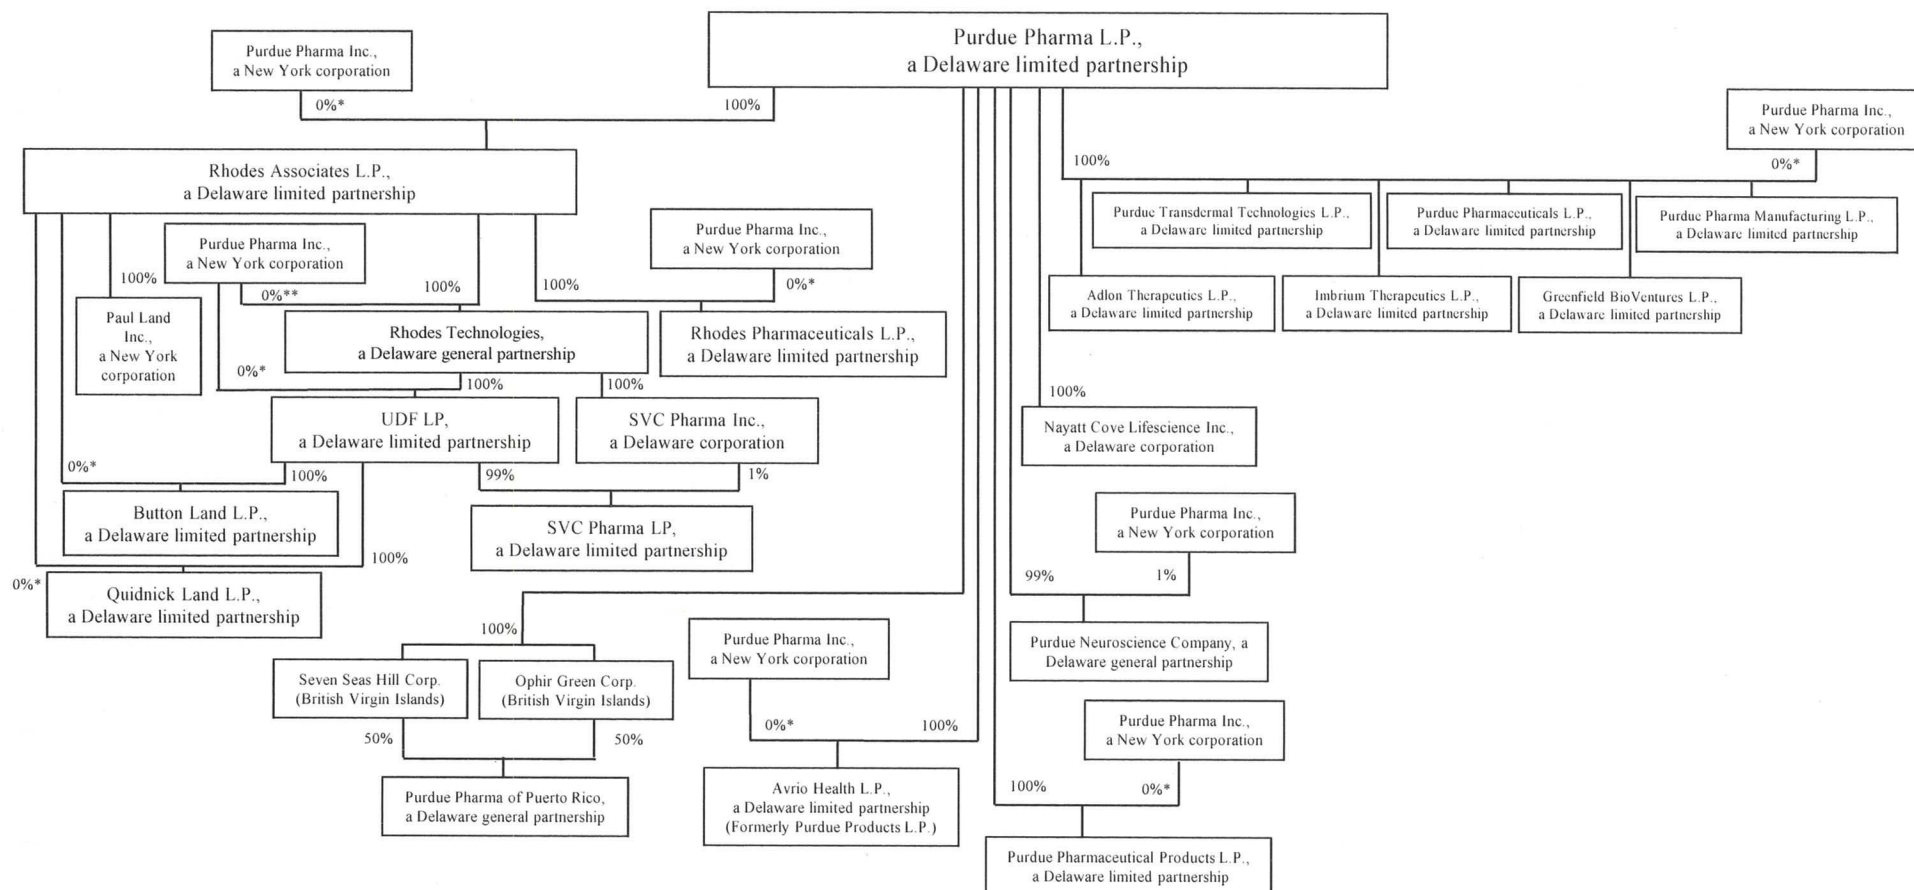 Purdue Pharma L.P.,
a Delaware limited partnership
Purdue Pharma Inc.,
a New York corporation
0%*
100%
Purdue Pharma Inc.,
a New York corporation
100%
0%*
Rhodes Associates L.P.,
a Delaware limited partnership
Purdue Transdermal Technologies L.P.,
a Delaware limited partnership
Purdue Pharmaceuticals L.P.,
a Delaware limited partnership
Purdue Pharma Manufacturing L.P.,
a Delaware limited partnership
Purdue Pharma Inc.,
a New York corporation
Purdue Pharma Inc.,
a New York corporation
100%
0%**
100%
100%
0%*
Adlon Therapeutics L.P.,
a Delaware limited partnership
Imbrium Therapeutics L.P.,
a Delaware limited partnership
Greenfield BioVentures L.P.,
a Delaware limited partnership
Paul Land
Inc.,
a New York
corporation
Rhodes Technologies,
a Delaware general partnership
Rhodes Pharmaceuticals L.P.,
a Delaware limited partnership
0%*
100%
100%
100%
UDF LP,
a Delaware limited partnership
SVC Pharma Inc.,
a Delaware corporation
Nayatt Cove Lifescience Inc.,
a Delaware corporation
0%*
100%
99%
1%
Button Land L.P.,
a Delaware limited partnership
SVC Pharma LP,
a Delaware limited partnership
Purdue Pharma Inc.,
a New York corporation
100%
0%*
99%
1%
Quidnick Land L.P.,
a Delaware limited partnership
100%
Purdue Pharma Inc.,
a New York corporation
Purdue Neuroscience Company, a
Delaware general partnership
Seven Seas Hill Corp.
(British Virgin Islands)
Ophir Green Corp.
(British Virgin Islands)
50%
50%
0%*
100%
Purdue Pharma Inc.,
a New York corporation
Purdue Pharma of Puerto Rico,
a Delaware general partnership
Avrio Health L.P.,
a Delaware limited partnership
(Formerly Purdue Products L.P.)
100%
0%*
Purdue Pharmaceutical Products L.P.,
a Delaware limited partnership